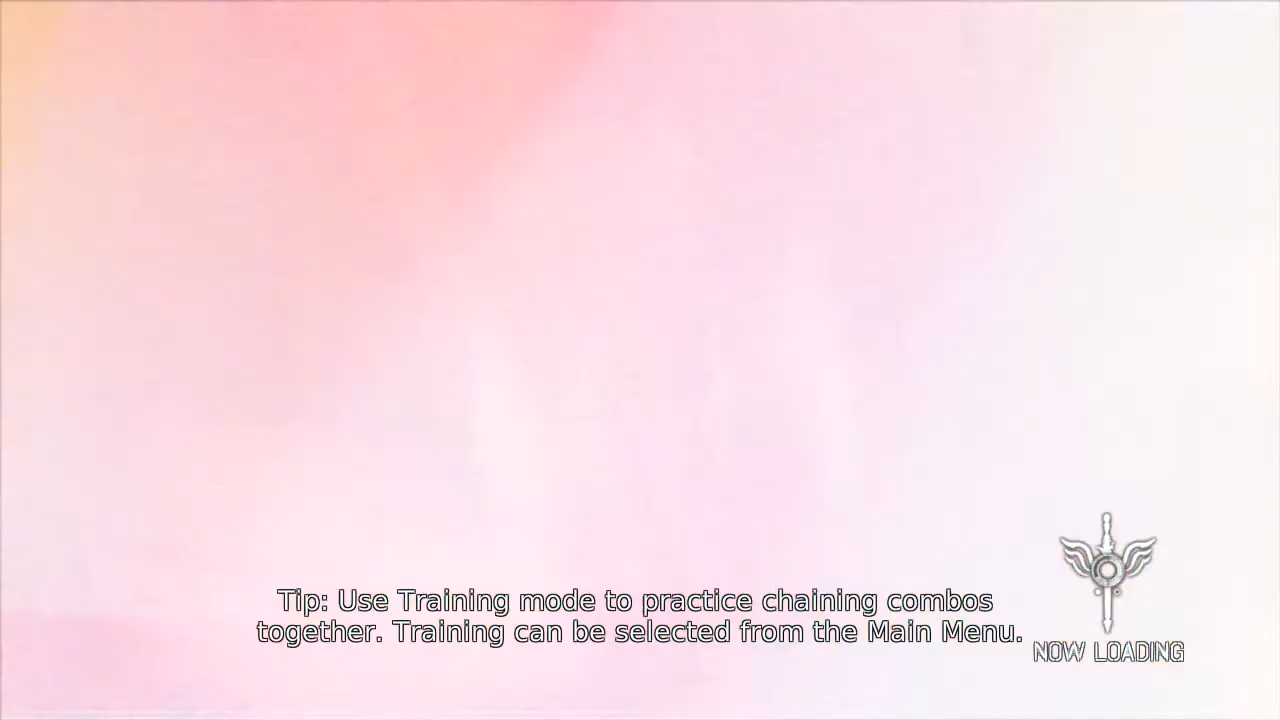 Tip: Use Training mode to practice chaining combos
together. Training can be selected from the Main Menu.
NOW LOADING